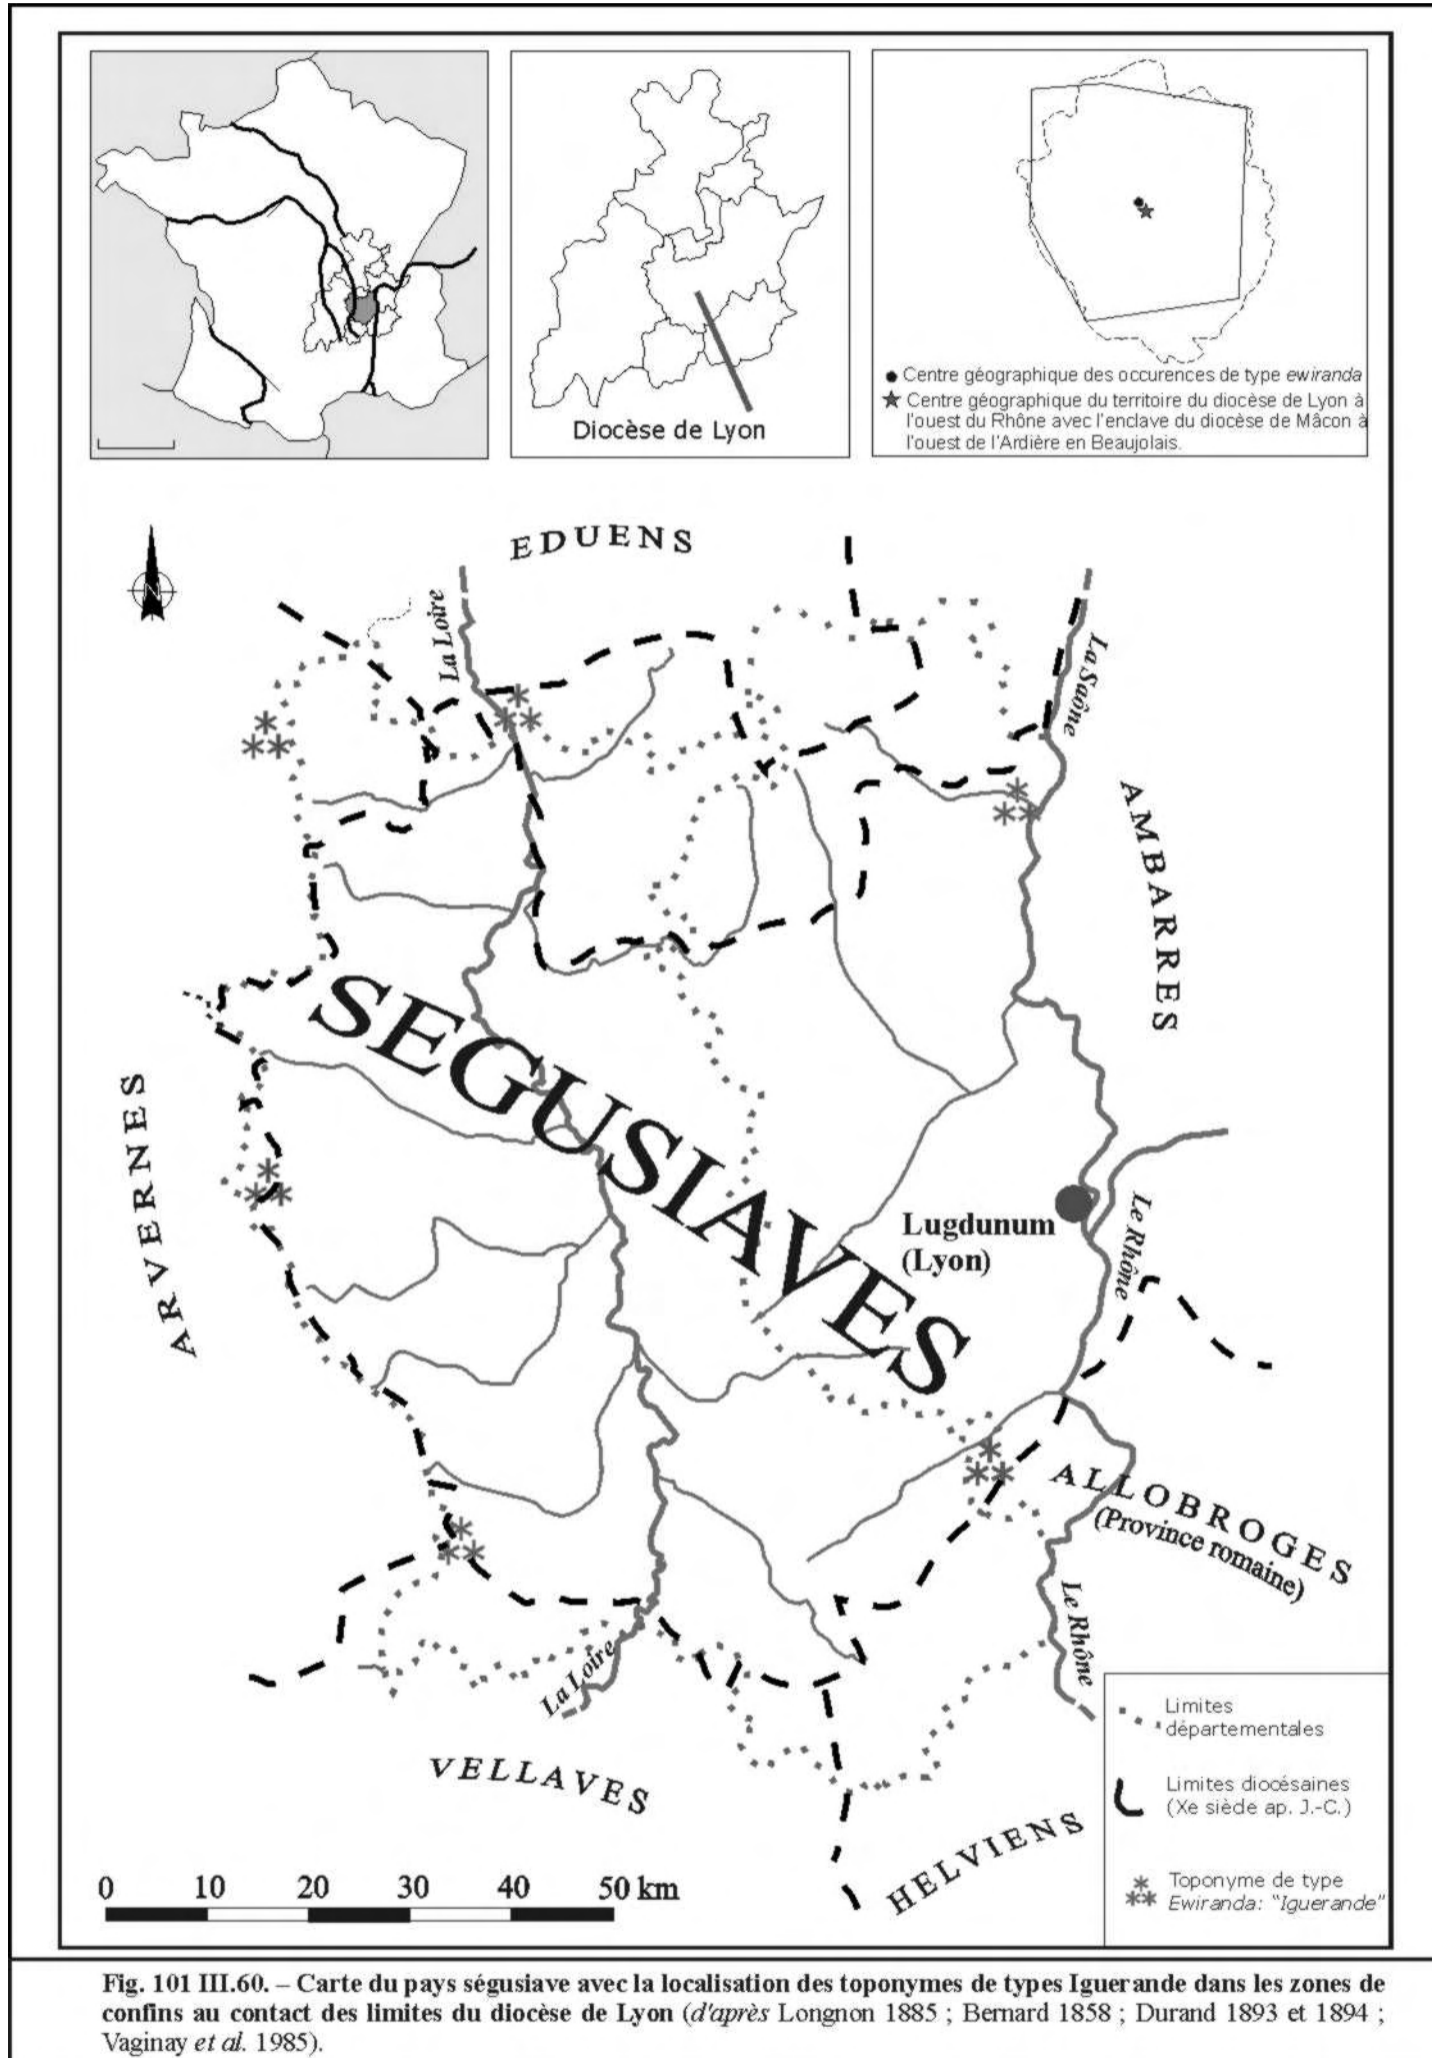 Diocèse de Lyon
● Centre géographique des occurences de type ewiranda
★ Centre géographique du territoire du diocèse de Lyon à
l'ouest du Rhône avec l'enclave du diocèse de Mâcon à
l'ouest de l'Ardière en Beaujolais.
EDUENS
N
La Loire
La Saône
AMBARRES
SEGUSIAVES
ARVERNES
Lugdunum
(Lyon)
Le Rhône
ALLOBROGES
(Province romaine)
Le Rhône
La Loire
VELLAVES
HELVIENS
Limites
départementales
Limites diocésaines
(Xe siède ap. J.-C.)
Toponyme de type
Ewiranda: "Iguerande"
0 10 20 30 40 50 km
Fig. 101 III.60. – Carte du pays ségusiave avec la localisation des toponymes de types Iguerande dans les zones de
confins au contact des limites du diocèse de Lyon (d'après Longnon 1885 ; Bernard 1858 ; Durand 1893 et 1894 ;
Vaginay et al. 1985).